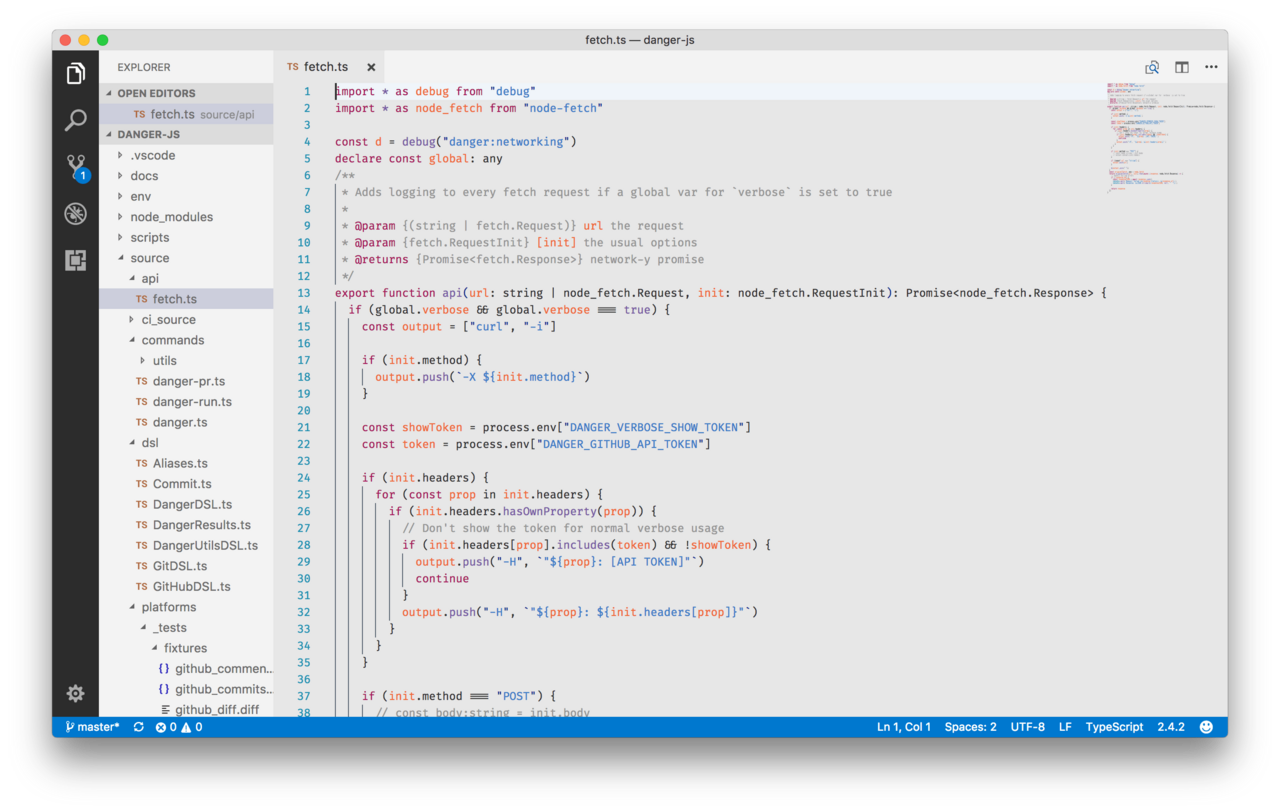 fetch.ts — danger-js
EXPLORER
OPEN EDITORS
TS fetch.ts source/api
DANGER-JS
.vscode
docs
env
node_modules
scripts
source
api
TS fetch.ts
ci_source
commands
utils
TS danger-pr.ts
TS danger-run.ts
TS danger.ts
dsl
TS Aliases.ts
TS Commit.ts
TS DangerDSL.ts
TS DangerResults.ts
TS DangerUtilsDSL.ts
TS GitDSL.ts
TS GitHubDSL.ts
platforms
_tests
fixtures
{} github_commen...
{} github_commits...
github_diff.diff
1
TS fetch.ts ×
1 import * as debug from "debug"
2 import * as node_fetch from "node-fetch"
3
4 const d = debug("danger:networking")
5 declare const global: any
6 /**
7 * Adds logging to every fetch request if a global var for `verbose` is set to true
8 *
9 * @param {(string | fetch.Request)} url the request
10 * @param {fetch.RequestInit} [init] the usual options
11 * @returns {Promise<fetch.Response>} network-y promise
12 */
13 export function api(url: string | node_fetch.Request, init: node_fetch.RequestInit): Promise<node_fetch.Response> {
14 if (global.verbose && global.verbose === true) {
15 const output = ["curl", "-i"]
16
17 if (init.method) {
18 output.push(`-X ${init.method}`)
19 }
20
21 const showToken = process.env["DANGER_VERBOSE_SHOW_TOKEN"]
22 const token = process.env["DANGER_GITHUB_API_TOKEN"]
23
24 if (init.headers) {
25 for (const prop in init.headers) {
26 if (init.headers.hasOwnProperty(prop)) {
27 // Don't show the token for normal verbose usage
28 if (init.headers[prop].includes(token) && !showToken) {
29 output.push("-H", `"${prop}: [API TOKEN]"`)
30 continue
31 }
32 output.push("-H", `"${prop}: ${init.headers[prop]}"`)
33 }
34 }
35 }
36
37 if (init.method === "POST") {
38 // const body:string = init.body
master* 0 0 Ln 1, Col 1 Spaces: 2 UTF-8 LF TypeScript 2.4.2